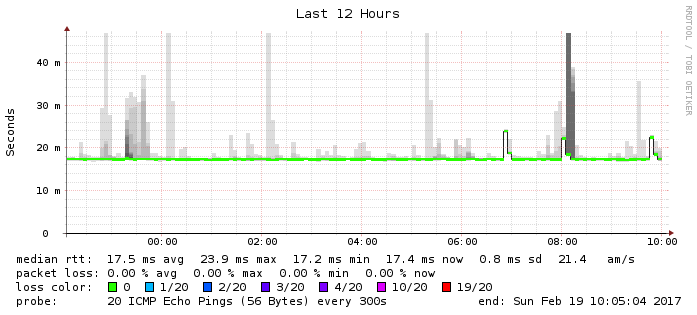 Last 12 Hours
RRDTOOL / TOBI OETIKER
Seconds
40 m
30 m
20 m
10 m
0
00:00 02:00 04:00 06:00 08:00 10:00
median rtt: 17.5 ms avg 23.9 ms max 17.2 ms min 17.4 ms now 0.8 ms sd 21.4 am/s
packet loss: 0.00 % avg 0.00 % max 0.00 % min 0.00 % now
loss color: 0 1/20 2/20 3/20 4/20 10/20 19/20
probe: 20 ICMP Echo Pings (56 Bytes) every 300s end: Sun Feb 19 10:05:04 2017